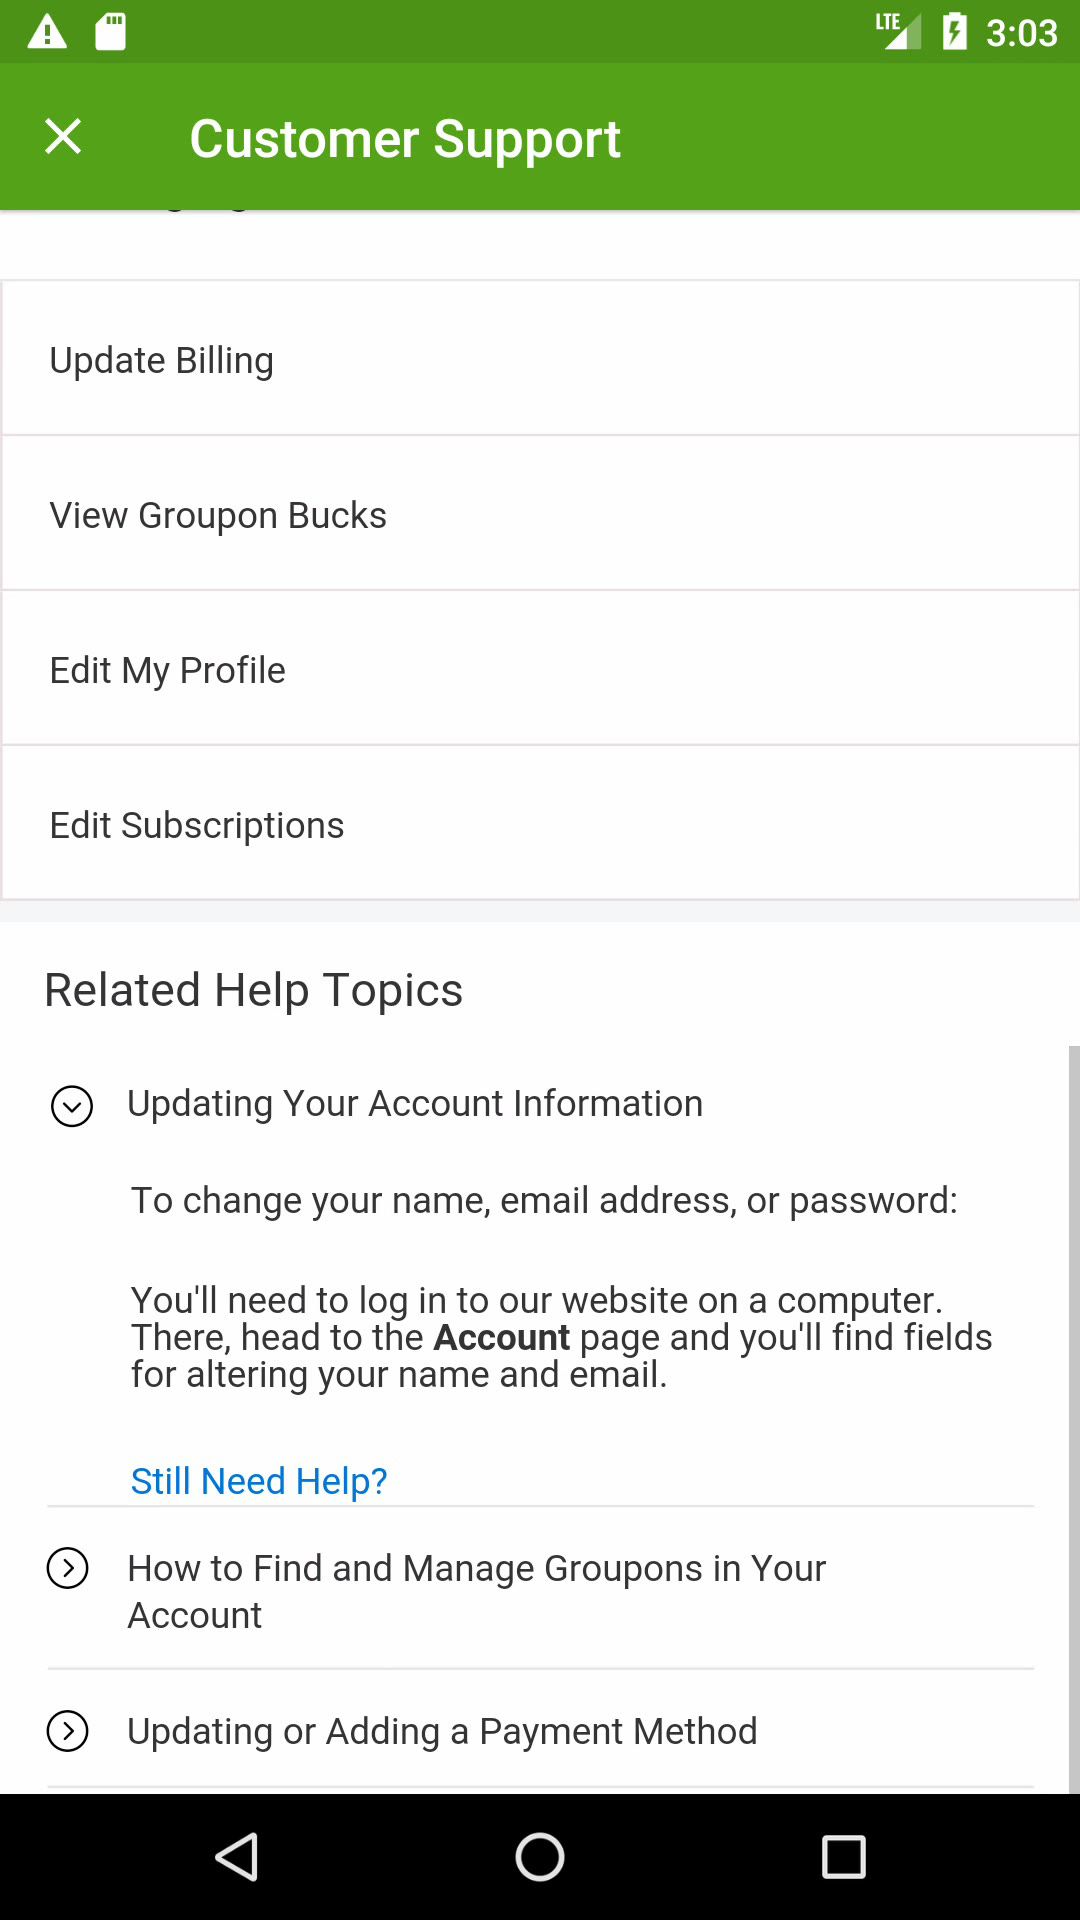 LTE 3:03
Customer Support
Update Billing
View Groupon Bucks
Edit My Profile
Edit Subscriptions
Related Help Topics
Updating Your Account Information
To change your name, email address, or password:
You'll need to log in to our website on a computer.
There, head to the Account page and you'll find fields
for altering your name and email.
Still Need Help?
How to Find and Manage Groupons in Your
Account
Updating or Adding a Payment Method